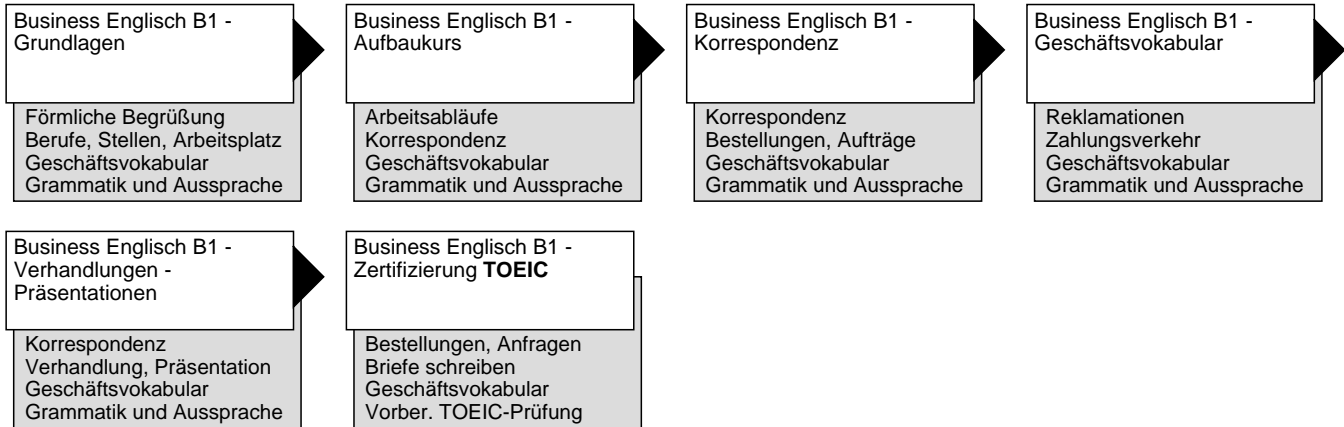 Business Englisch B1 -
Grundlagen
Förmliche Begrüßung
Berufe, Stellen, Arbeitsplatz
Geschäftsvokabular
Grammatik und Aussprache
Business Englisch B1 -
Aufbaukurs
Arbeitsabläufe
Korrespondenz
Geschäftsvokabular
Grammatik und Aussprache
Business Englisch B1 -
Korrespondenz
Korrespondenz
Bestellungen, Aufträge
Geschäftsvokabular
Grammatik und Aussprache
Business Englisch B1 -
Geschäftsvokabular
Reklamationen
Zahlungsverkehr
Geschäftsvokabular
Grammatik und Aussprache
Business Englisch B1 -
Verhandlungen -
Präsentationen
Korrespondenz
Verhandlung, Präsentation
Geschäftsvokabular
Grammatik und Aussprache
Business Englisch B1 -
Zertifizierung TOEIC
Bestellungen, Anfragen
Briefe schreiben
Geschäftsvokabular
Vorber. TOEIC-Prüfung